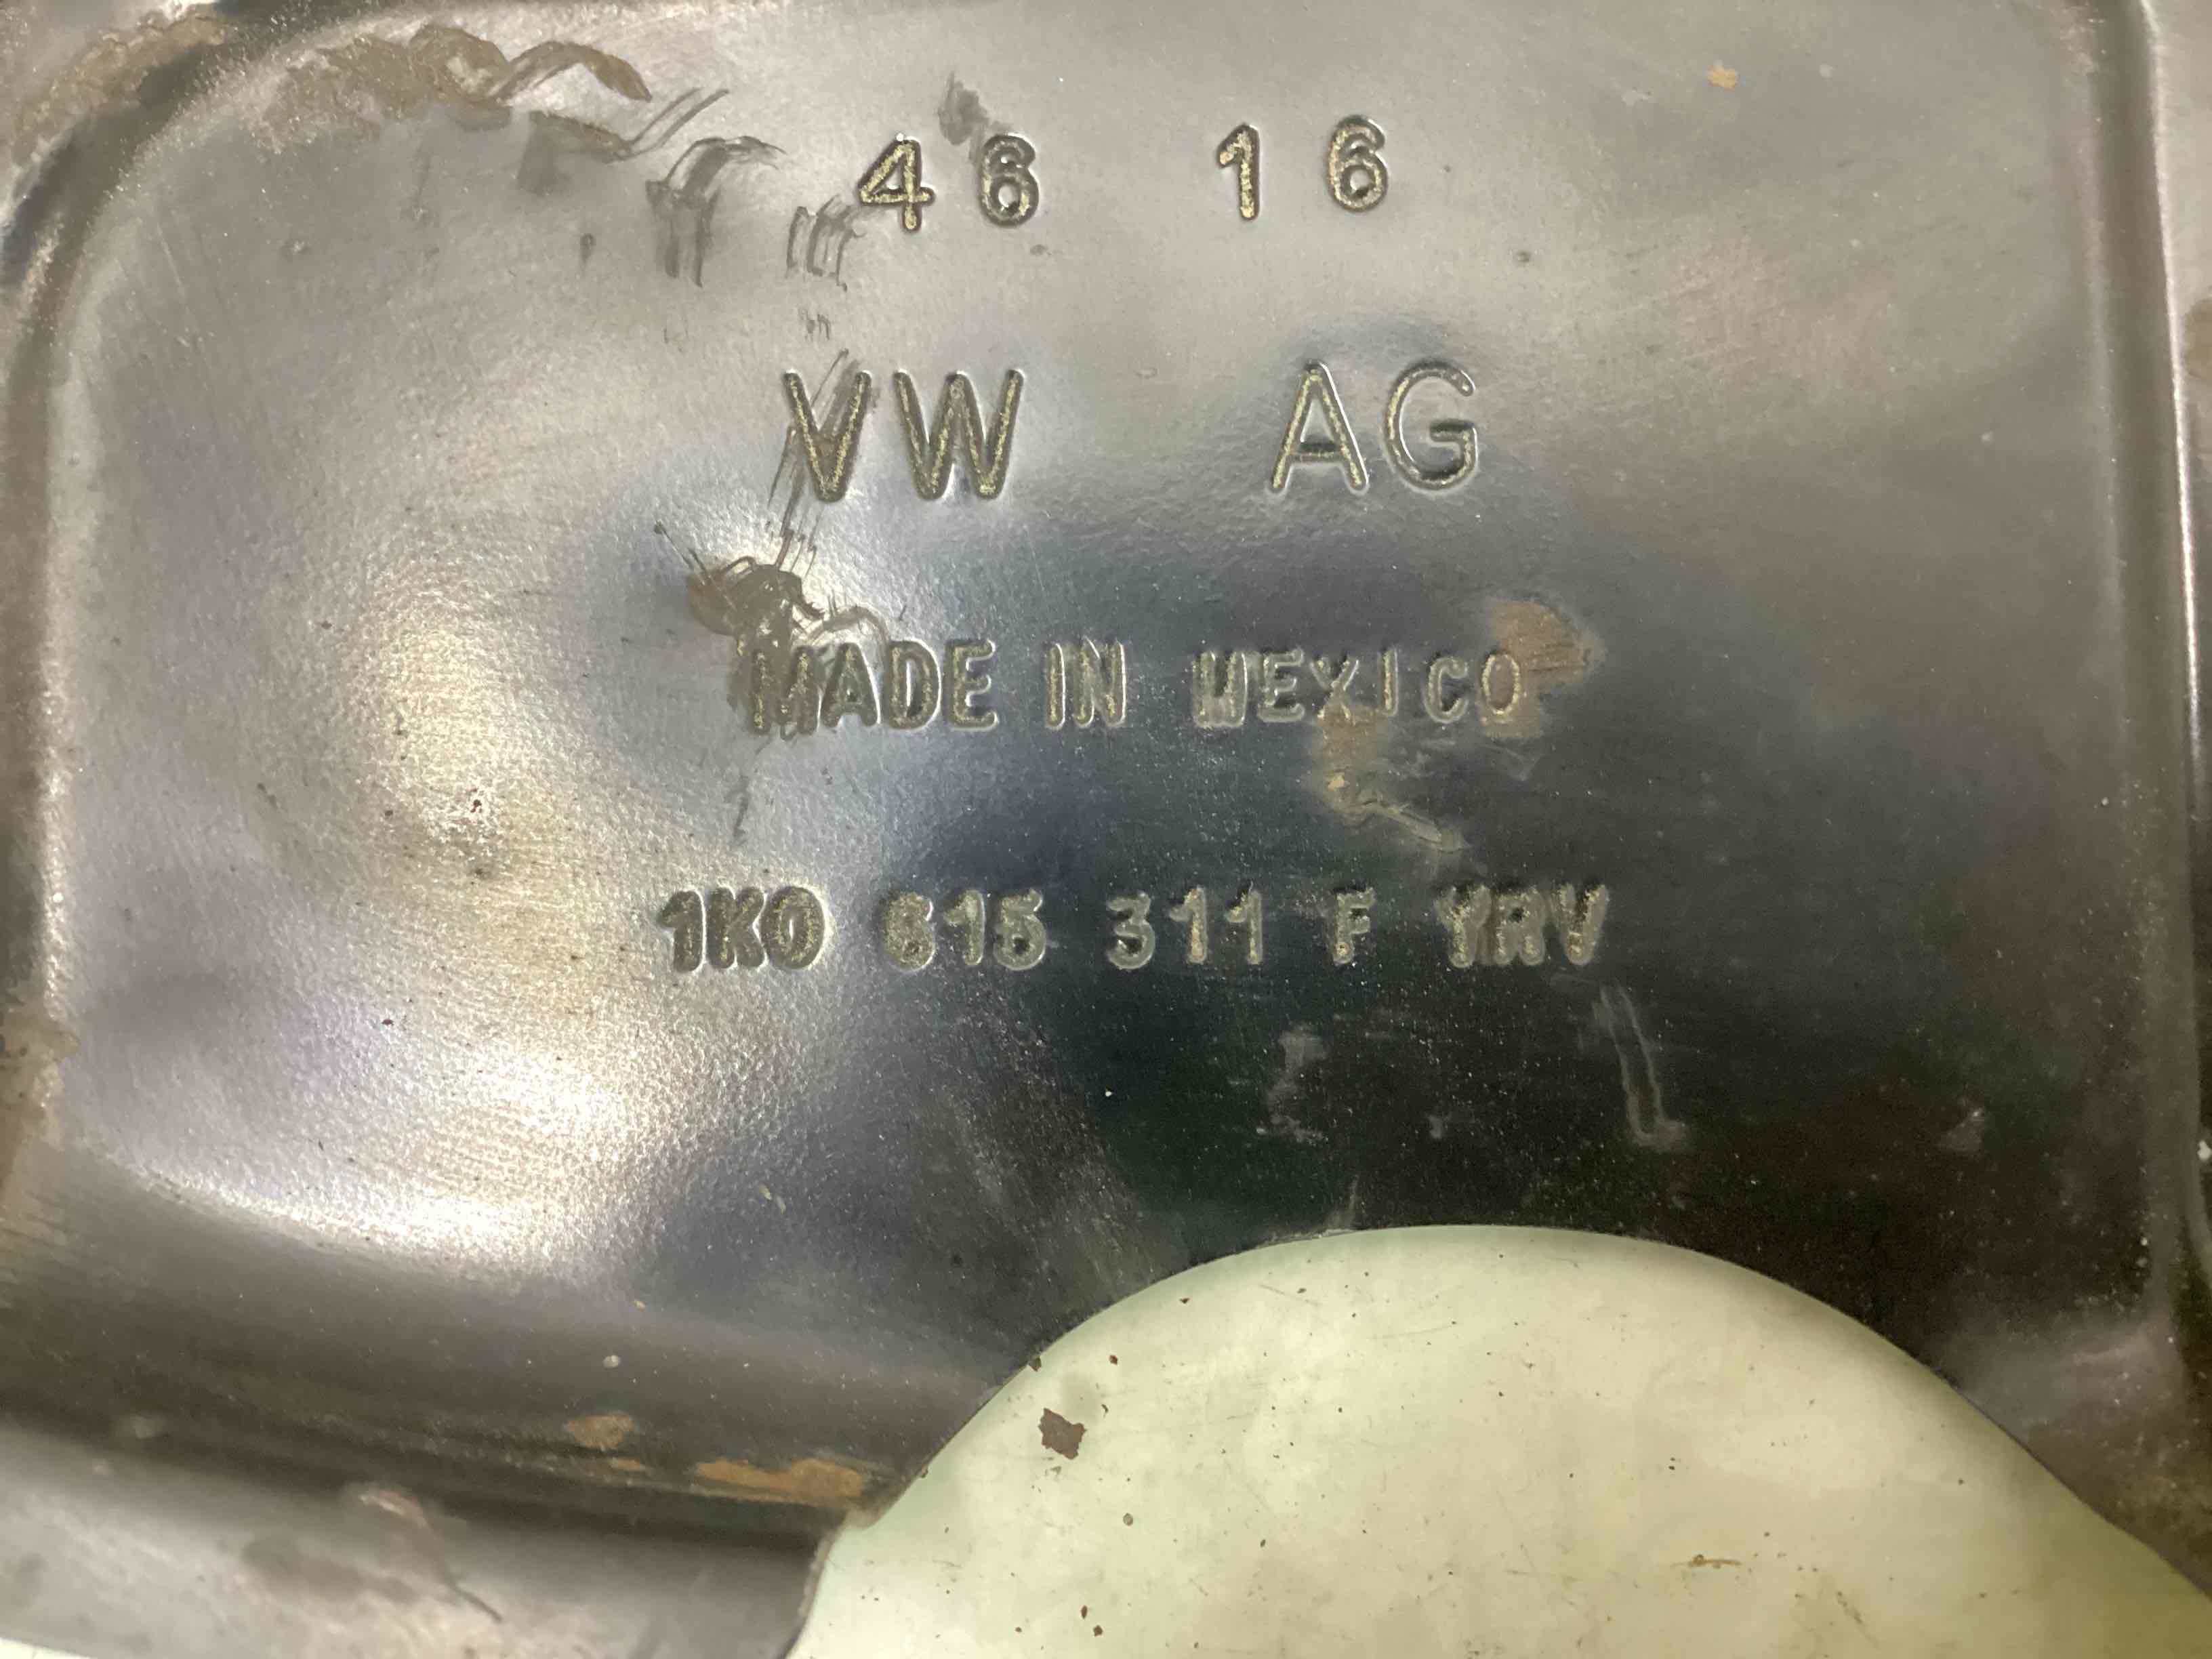 46 16
VW AG
MADE IN MEXICO
1K0 615 311 F YRV